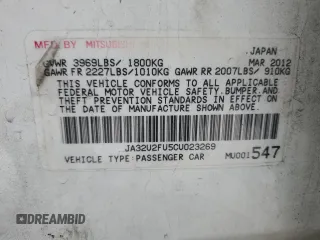 MFD BY MITSUBISHI
JAPAN
GVWR 3969LBS/ 1800KG MAR 2012
GAWR FR 2227LBS/1010KG GAWR RR 2007LBS/ 910KG
THIS VEHICLE CONFORMS TO ALL APPLICABLE
FEDERAL MOTOR VEHICLE SAFETY,BUMPER,AND
THEFT PREVENTION STANDARDS IN EFFECT ON THE
DATE OF MANUFACTURE SHOWN ABOVE.
JA32U2FU5CU023269
VEHICLE TYPE:PASSENGER CAR MU001547
DREAMBID DREAMBID.COM